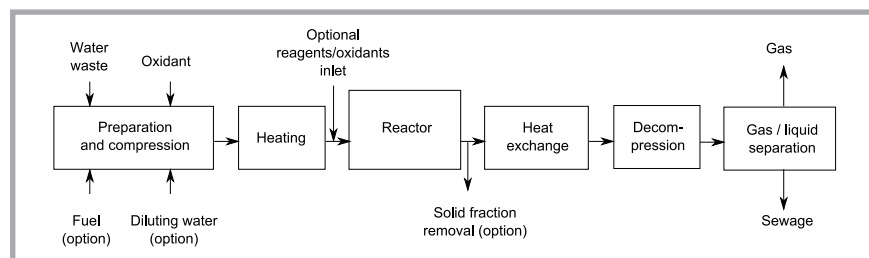 Water
waste
Oxidant
Optional
reagents/oxidants
inlet
Gas
Preparation
and compression
Heating
Reactor
Heat
exchange
Decom-
pression
Gas / liquid
separation
Fuel
(option)
Diluting water
(option)
Solid fraction
removal (option)
Sewage